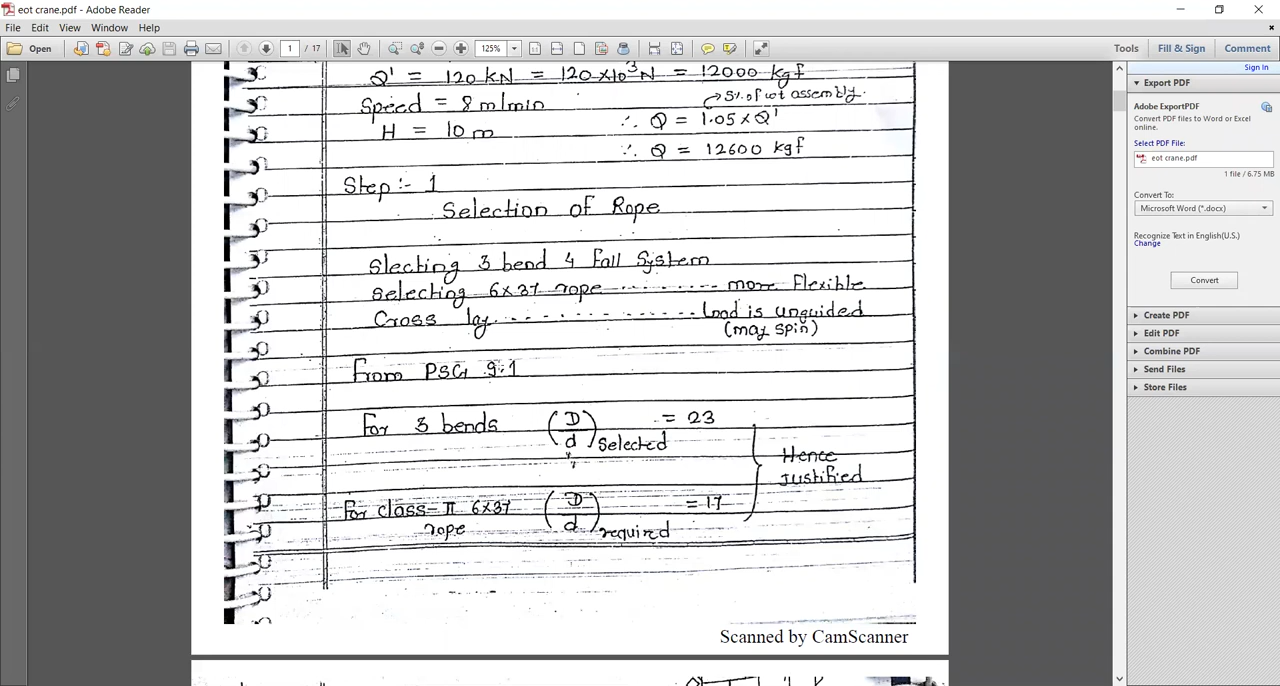 eot crane.pdf - Adobe Reader
File Edit View Window Help
Open 1 / 17 125% Tools Fill & Sign Comment
Sign In
Export PDF
Adobe ExportPDF
Convert PDF files to Word or Excel online.
Select PDF File:
eot crane.pdf
1 file / 6.75 MB
Convert To:
Microsoft Word (*.docx)
Recognize Text in English(U.S.)
Change
Convert
Create PDF
Edit PDF
Combine PDF
Send Files
Store Files
Q' = 120 kN = 120 x10³ N = 12000 kgf
Speed = 8 m/min
5% of wt assembly.
H = 10 m ∴ Q = 1.05 x Q'
∵ Q = 12600 kgf
Step :- 1
Selection of Rope
Slecting 3 bend 4 fall System
Selecting 6x37 rope -------- more flexible
Cross lay ------------ Load is unguided
(may spin)
From PSG 9.1
For 3 bends (D/d) selected = 23
Hence
Justified
For class-II 6x37 (D/d) required = 17
rope
Scanned by CamScanner